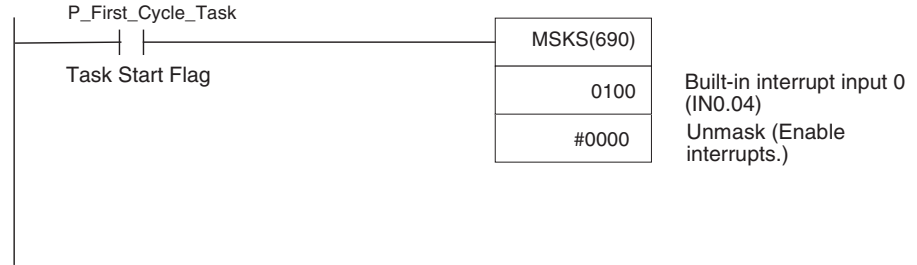 P_First_Cycle_Task
MSKS(690)
Task Start Flag
0100
Built-in interrupt input 0
(IN0.04)
#0000
Unmask (Enable
interrupts.)